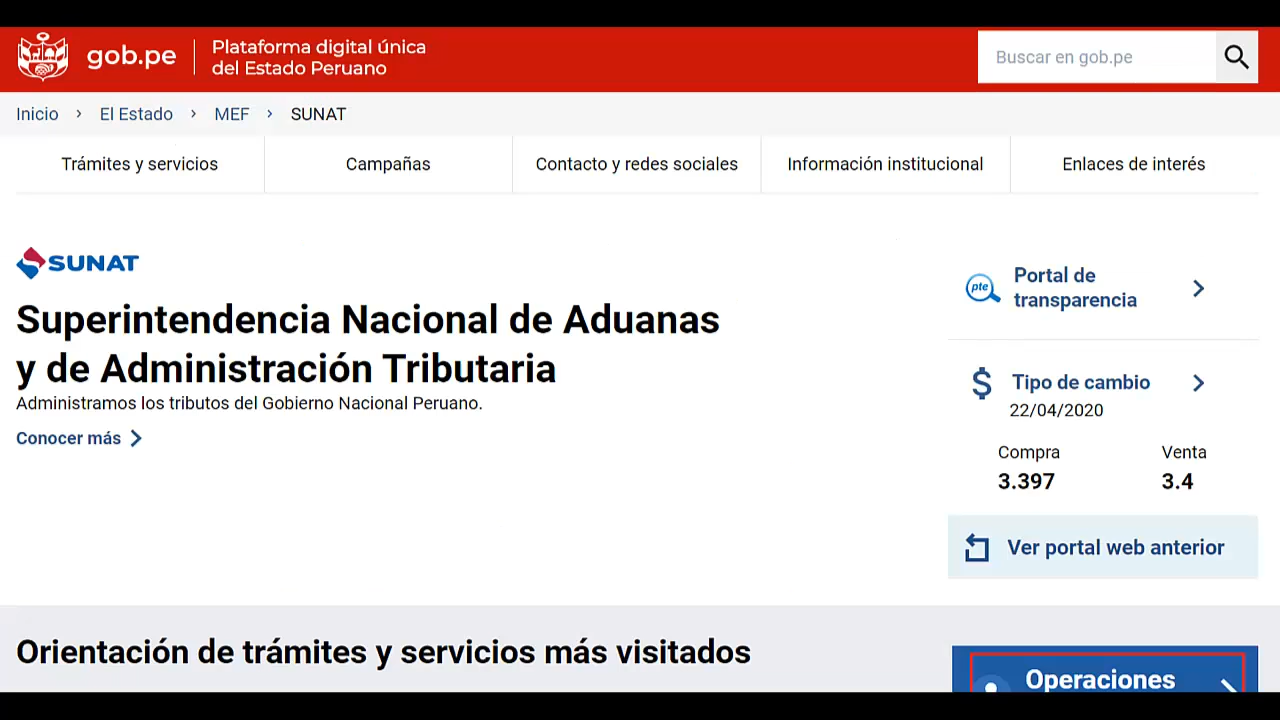 gob.pe
Plataforma digital única
del Estado Peruano
Buscar en gob.pe
Inicio > El Estado > MEF > SUNAT
Trámites y servicios
Campañas
Contacto y redes sociales
Información institucional
Enlaces de interés
SUNAT
Superintendencia Nacional de Aduanas
y de Administración Tributaria
Administramos los tributos del Gobierno Nacional Peruano.
Conocer más
pte
Portal de
transparencia
$
Tipo de cambio
22/04/2020
Compra
Venta
3.397
3.4
Ver portal web anterior
Orientación de trámites y servicios más visitados
Operaciones